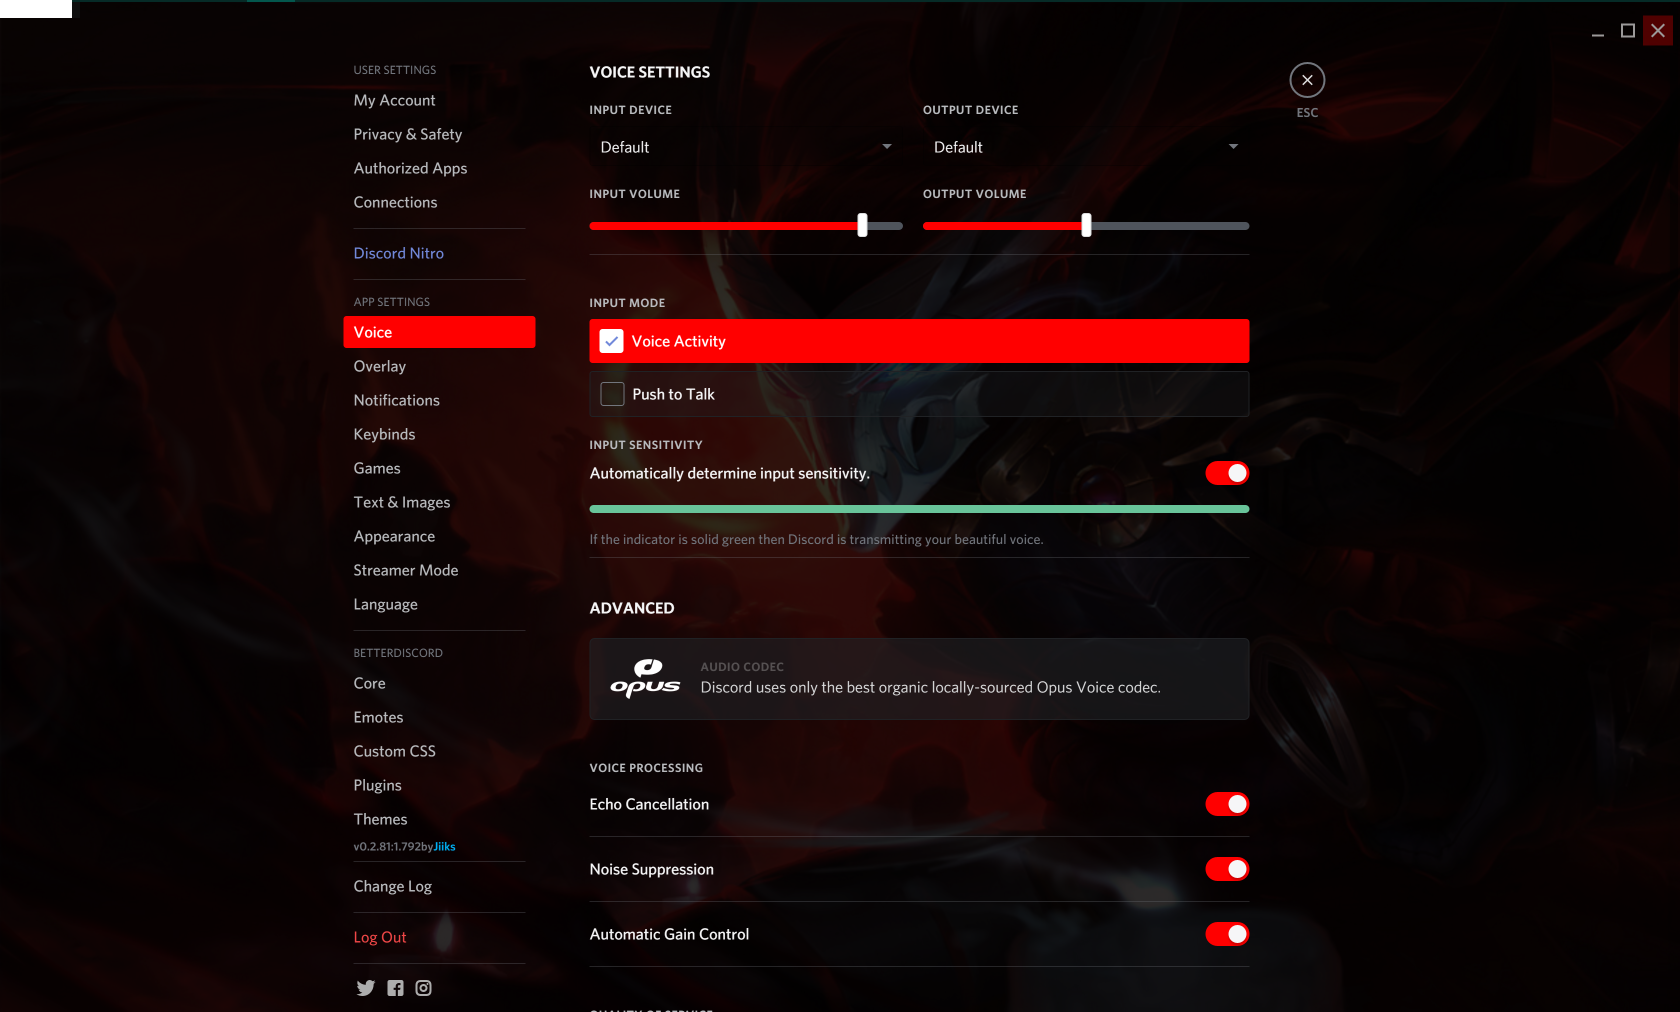 USER SETTINGS
My Account
Privacy & Safety
Authorized Apps
Connections
Discord Nitro
APP SETTINGS
Voice
Overlay
Notifications
Keybinds
Games
Text & Images
Appearance
Streamer Mode
Language
BETTERDISCORD
Core
Emotes
Custom CSS
Plugins
Themes
v0.2.81:1.792byJiiks
Change Log
Log Out
VOICE SETTINGS
INPUT DEVICE
Default
OUTPUT DEVICE
Default
INPUT VOLUME
OUTPUT VOLUME
INPUT MODE
Voice Activity
Push to Talk
INPUT SENSITIVITY
Automatically determine input sensitivity.
If the indicator is solid green then Discord is transmitting your beautiful voice.
ADVANCED
opus
AUDIO CODEC
Discord uses only the best organic locally-sourced Opus Voice codec.
VOICE PROCESSING
Echo Cancellation
Noise Suppression
Automatic Gain Control
QUALITY OF SERVICE
ESC